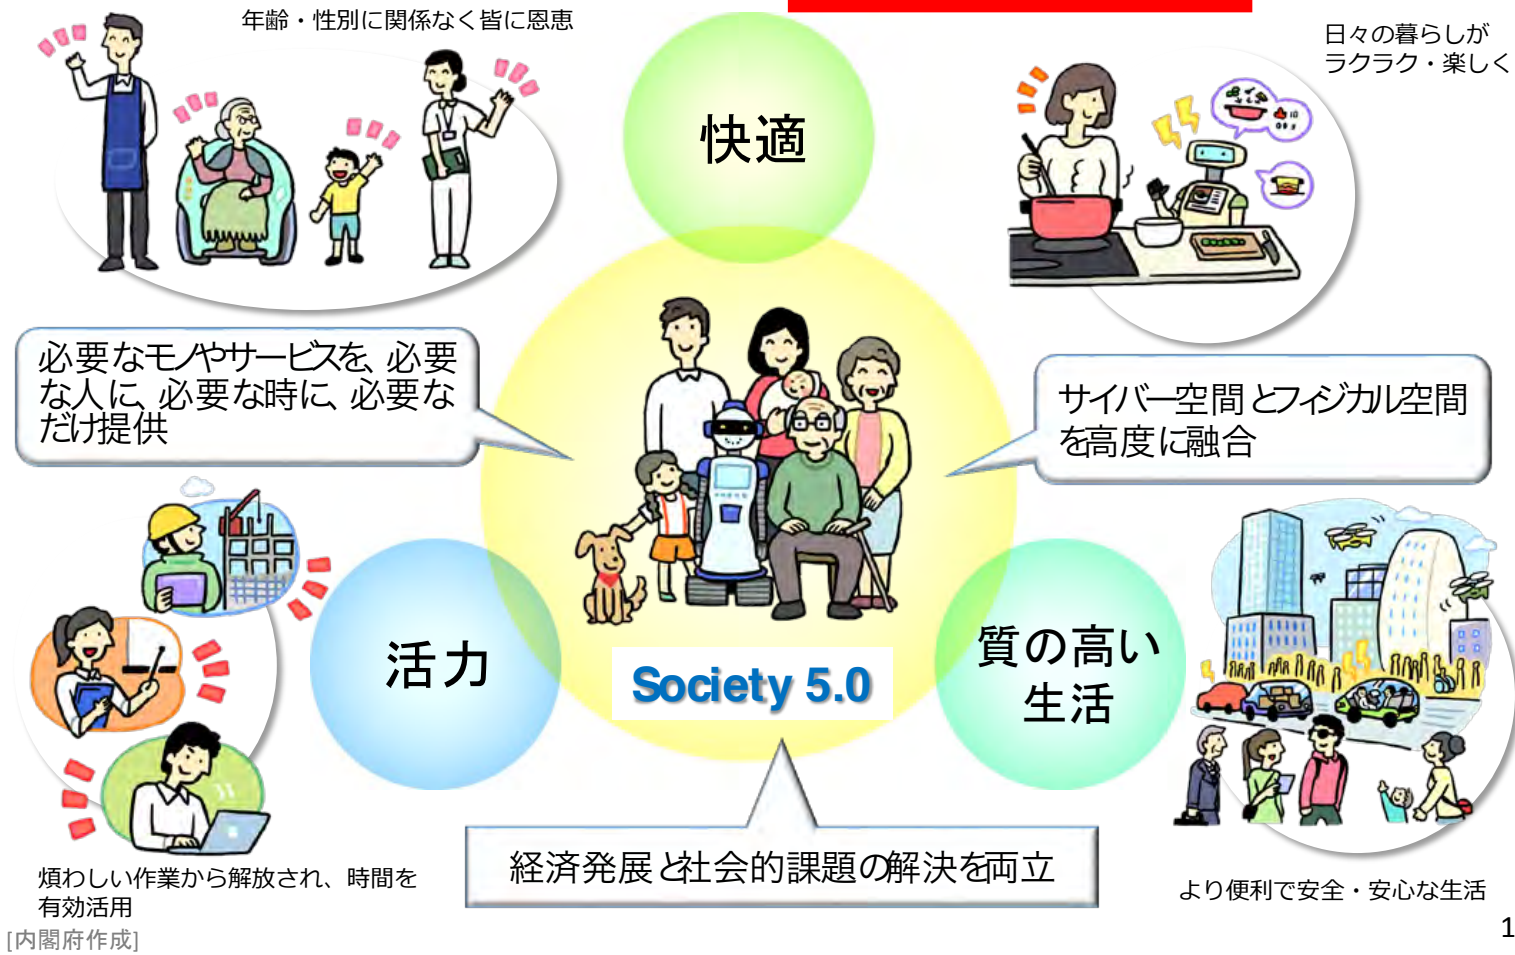 年齢・性別に関係なく皆に恩恵
日々の暮らしが
ラクラク・楽しく
快適
必要なモノやサービスを、必要
な人に、必要な時に、必要な
だけ提供
サイバー空間とフィジカル空間
を高度に融合
活力
Society 5.0
質の高い
生活
経済発展と社会的課題の解決を両立
煩わしい作業から解放され、時間を
有効活用
より便利で安全・安心な生活
[内閣府作成]
1